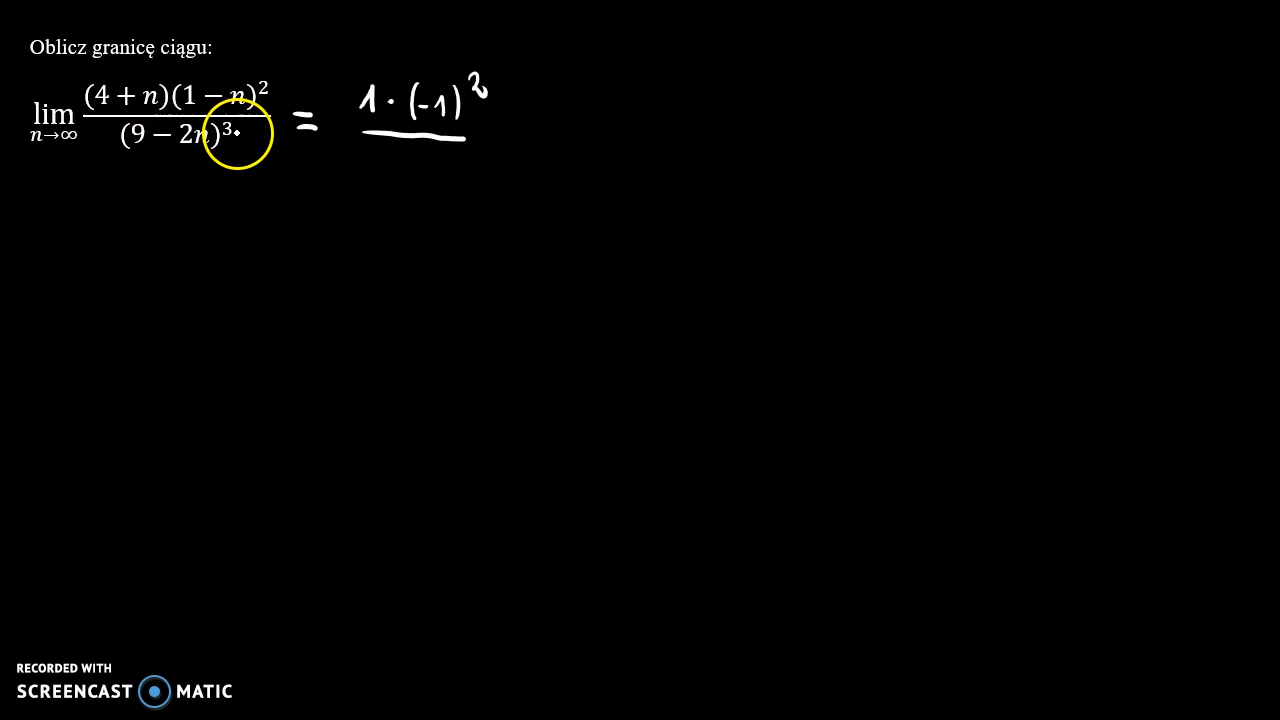 Oblicz granicę ciągu:
lim n→∞ (4 + n)(1 − n)² / (9 − 2n)³ = 1 · (-1)²
RECORDED WITH
SCREENCAST MATIC